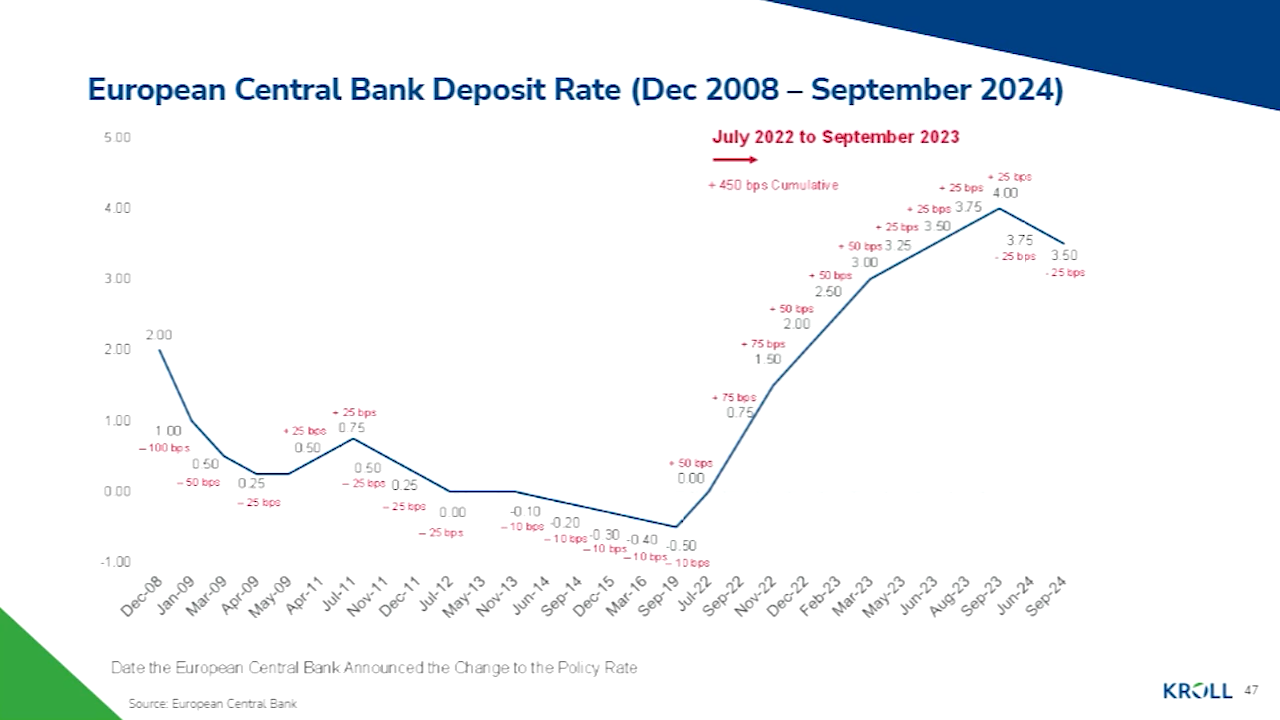 European Central Bank Deposit Rate (Dec 2008 – September 2024)
July 2022 to September 2023
+ 450 bps Cumulative
5.00
4.00
3.00
2.00
1.00
0.00
-1.00
2.00
1.00
– 100 bps
0.50
– 50 bps
0.25
– 25 bps
+ 25 bps
0.50
+ 25 bps
0.75
0.50
– 25 bps
0.25
– 25 bps
0.00
– 25 bps
-0.10
– 10 bps
-0.20
– 10 bps
-0.30
– 10 bps
-0.40
– 10 bps
-0.50
– 10 bps
+ 50 bps
0.00
+ 75 bps
0.75
+ 75 bps
1.50
+ 50 bps
2.00
+ 50 bps
2.50
+ 50 bps
3.00
+ 25 bps
3.25
+ 25 bps
3.50
+ 25 bps
3.75
+ 25 bps
4.00
3.75
- 25 bps
3.50
- 25 bps
Dec-08
Jan-09
Mar-09
Apr-09
May-09
Apr-11
Jul-11
Nov-11
Dec-11
Jul-12
May-13
Nov-13
Jun-14
Sep-14
Dec-15
Mar-16
Sep-19
Jul-22
Sep-22
Nov-22
Dec-22
Feb-23
Mar-23
May-23
Jun-23
Aug-23
Sep-23
Jun-24
Sep-24
Date the European Central Bank Announced the Change to the Policy Rate
Source: European Central Bank
KROLL
47